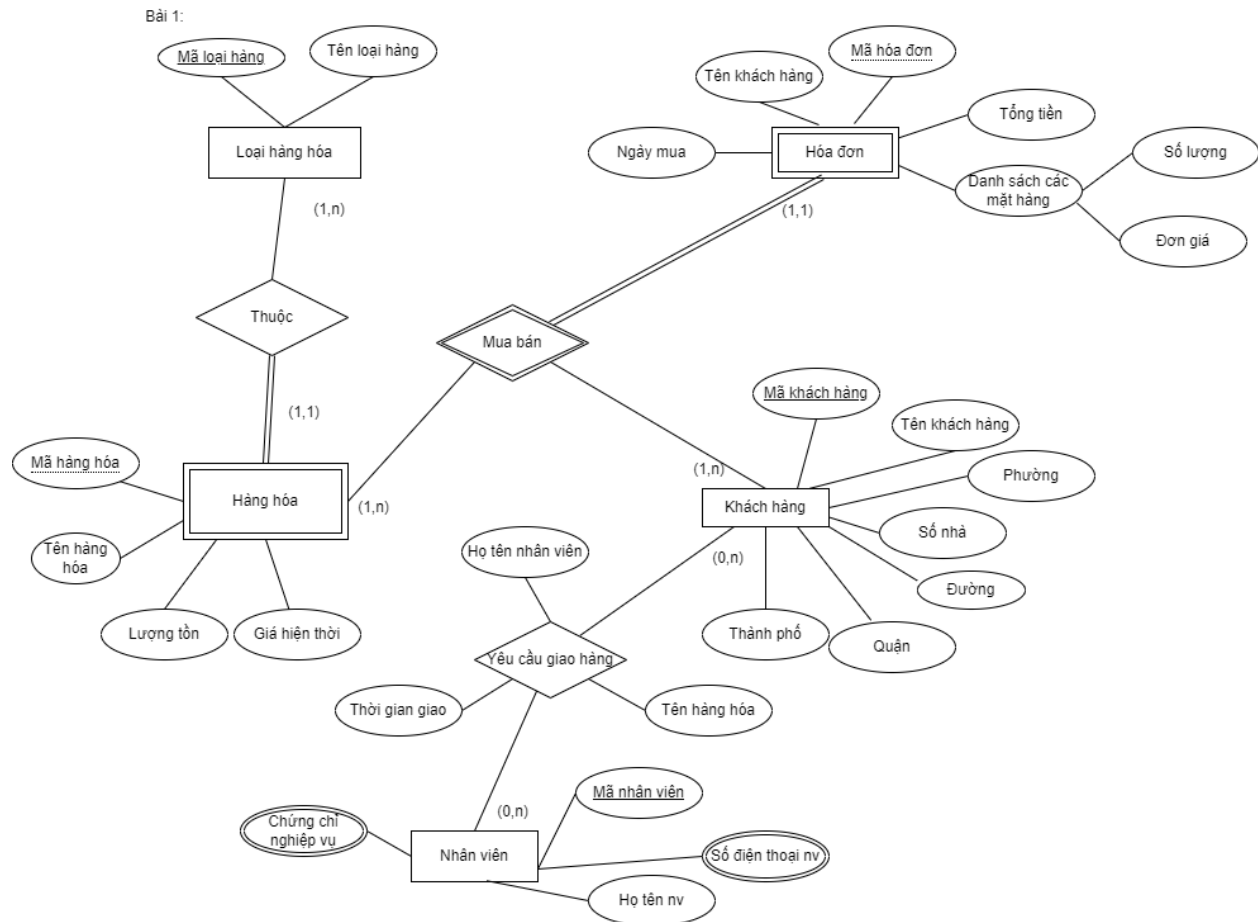 Bài 1:
Mã loại hàng
Tên loại hàng
Loại hàng hóa
(1,n)
Thuộc
(1,1)
Mã hàng hóa
Tên hàng
hóa
Lượng tồn
Giá hiện thời
Hàng hóa
(1,n)
Mua bán
Tên khách hàng
Mã hóa đơn
Ngày mua
Hóa đơn
Tổng tiền
Danh sách các
mặt hàng
Số lượng
Đơn giá
(1,1)
Mã khách hàng
Tên khách hàng
Phường
Số nhà
Đường
Quận
Thành phố
(1,n)
Khách hàng
(0,n)
Họ tên nhân viên
Yêu cầu giao hàng
Thời gian giao
Tên hàng hóa
(0,n)
Mã nhân viên
Chứng chỉ
nghiệp vụ
Nhân viên
Số điện thoại nv
Họ tên nv